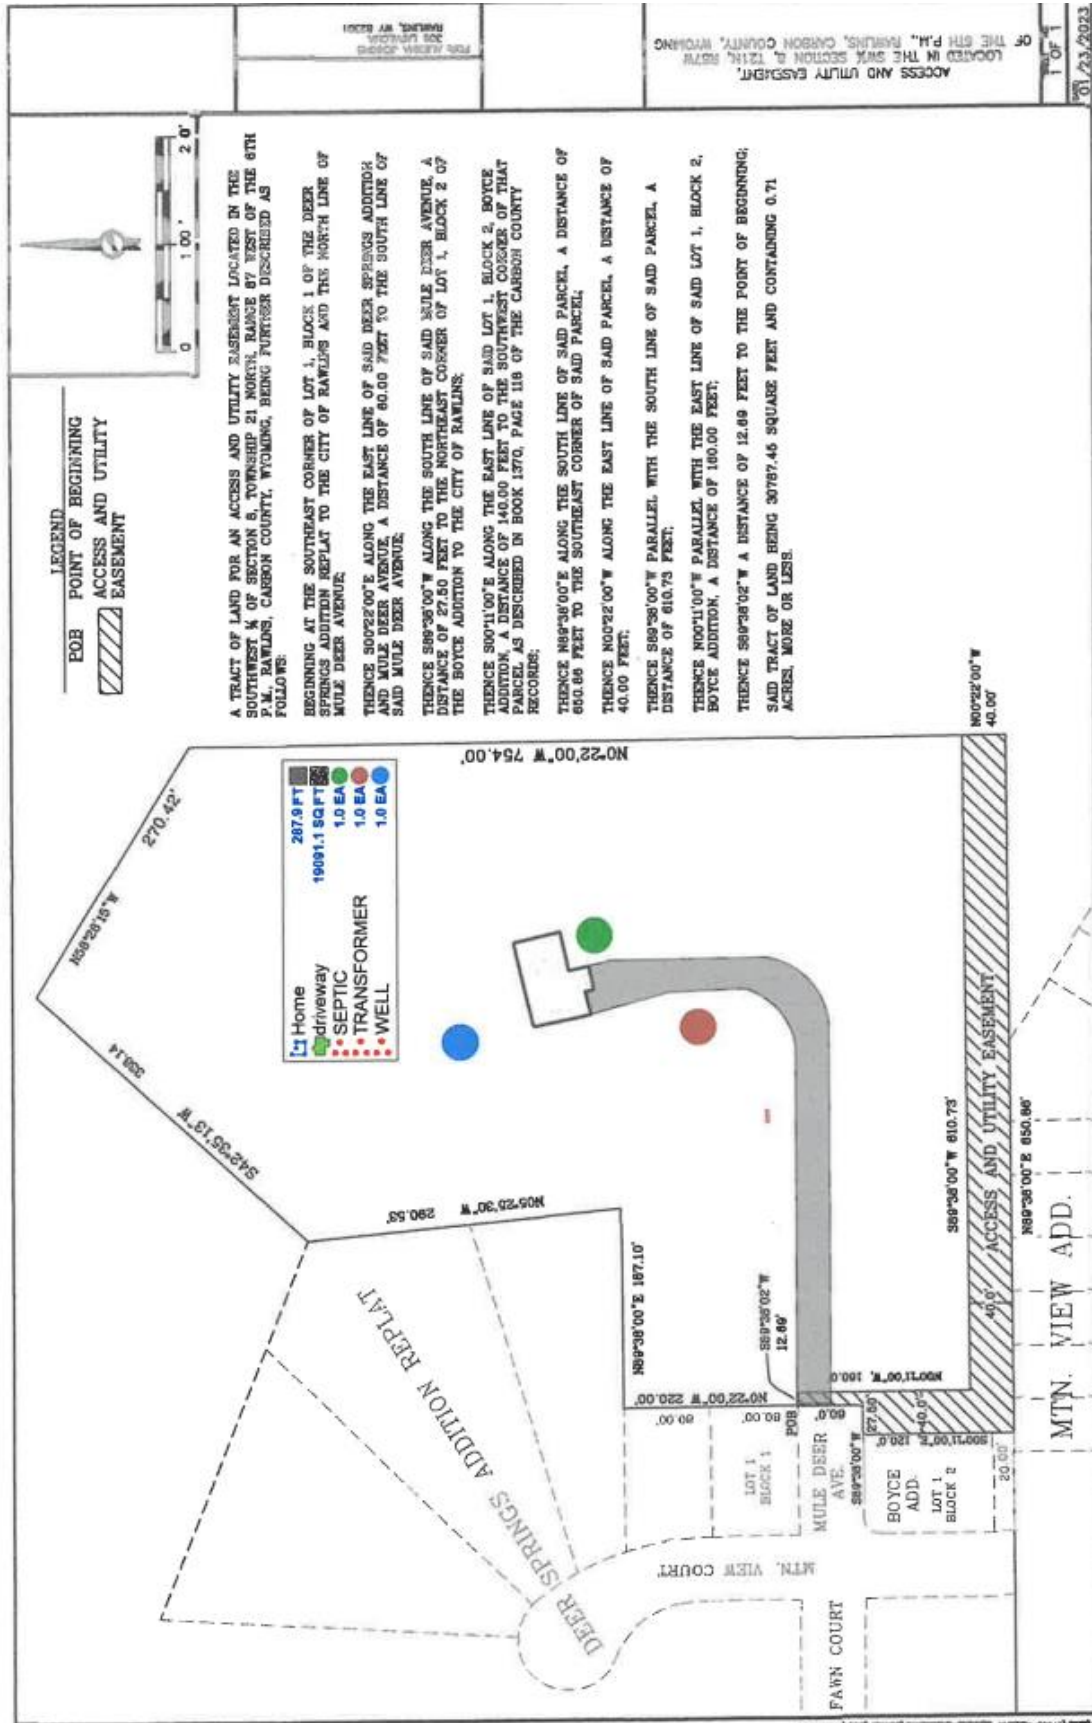 LEGEND
POB POINT OF BEGINNING
ACCESS AND UTILITY
EASEMENT
0 100' 2 0'
A TRACT OF LAND FOR AN ACCESS AND UTILITY EASEMENT LOCATED IN THE
SOUTHWEST ¼ OF SECTION 8, TOWNSHIP 21 NORTH, RANGE 87 WEST OF THE 6TH
P.M., RAWLINS, CARBON COUNTY, WYOMING, BEING FURTHER DESCRIBED AS
FOLLOWS:
BEGINNING AT THE SOUTHEAST CORNER OF LOT 1, BLOCK 1 OF THE DEER
SPRINGS ADDITION REPLAT TO THE CITY OF RAWLINS AND THE NORTH LINE OF
MULE DEER AVENUE;
THENCE S00°22'00"E ALONG THE EAST LINE OF SAID DEER SPRINGS ADDITION
AND MULE DEER AVENUE, A DISTANCE OF 60.00 FEET TO THE SOUTH LINE OF
SAID MULE DEER AVENUE;
THENCE S89°38'00"W ALONG THE SOUTH LINE OF SAID MULE DEER AVENUE, A
DISTANCE OF 27.50 FEET TO THE NORTHEAST CORNER OF LOT 1, BLOCK 2 OF
THE BOYCE ADDITION TO THE CITY OF RAWLINS;
THENCE S00°11'00"E ALONG THE EAST LINE OF SAID LOT 1, BLOCK 2, BOYCE
ADDITION, A DISTANCE OF 140.00 FEET TO THE SOUTHWEST CORNER OF THAT
PARCEL AS DESCRIBED IN BOOK 1370, PAGE 118 OF THE CARBON COUNTY
RECORDS;
THENCE N89°38'00"E ALONG THE SOUTH LINE OF SAID PARCEL, A DISTANCE OF
650.86 FEET TO THE SOUTHEAST CORNER OF SAID PARCEL;
THENCE N00°22'00"W ALONG THE EAST LINE OF SAID PARCEL, A DISTANCE OF
40.00 FEET;
THENCE S89°38'00"W PARALLEL WITH THE SOUTH LINE OF SAID PARCEL, A
DISTANCE OF 610.73 FEET;
THENCE N00°11'00"W PARALLEL WITH THE EAST LINE OF SAID LOT 1, BLOCK 2,
BOYCE ADDITION, A DISTANCE OF 160.00 FEET;
THENCE S89°38'02"W A DISTANCE OF 12.69 FEET TO THE POINT OF BEGINNING;
SAID TRACT OF LAND BEING 30787.45 SQUARE FEET AND CONTAINING 0.71
ACRES, MORE OR LESS.
ACCESS AND UTILITY EASEMENT,
LOCATED IN THE SW¼ SECTION 8, T21N, R87W
OF THE 6TH P.M., RAWLINS, CARBON COUNTY, WYOMING
RAWLINS, WY 82301
1 OF 1
01/23/2023
Home 287.9 FT
driveway 19091.1 SQ FT
SEPTIC 1.0 EA
TRANSFORMER 1.0 EA
WELL 1.0 EA
N58°28'15"W
270.42'
338.14
S42°35'13"W
N05°25'30"W 290.53'
N0°22'00"W 754.00'
N89°38'00"E 187.10'
N0°22'00"W 220.00'
S89°38'02"W
12.69'
DEER SPRINGS ADDITION REPLAT
LOT 1
BLOCK 1
80.00'
80.00'
POB
60.0'
MULE DEER
AVE.
S89°38'00"W
27.50'
N00°11'00"W, 160.0'
40.0'
S00°11'00"E, 120.0'
BOYCE
ADD.
LOT 1
BLOCK 2
20.00'
MTN. VIEW COURT
FAWN COURT
S89°38'00"W 610.73'
40.0'
ACCESS AND UTILITY EASEMENT
N89°38'00"E 650.86'
N00°22'00"W
40.00'
MTN. VIEW ADD.